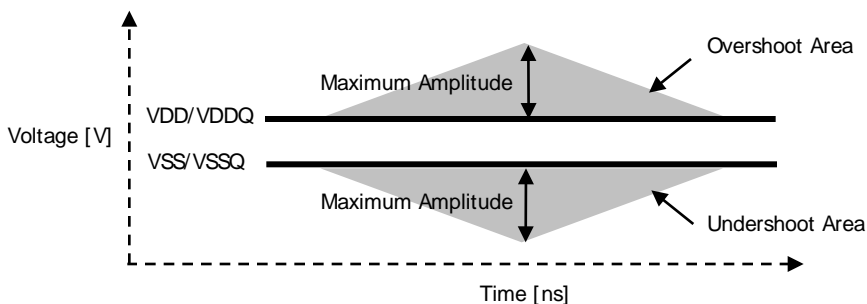 Overshoot Area
Maximum Amplitude
VDD/VDDQ
Voltage [V]
VSS/VSSQ
Maximum Amplitude
Undershoot Area
Time [ns]